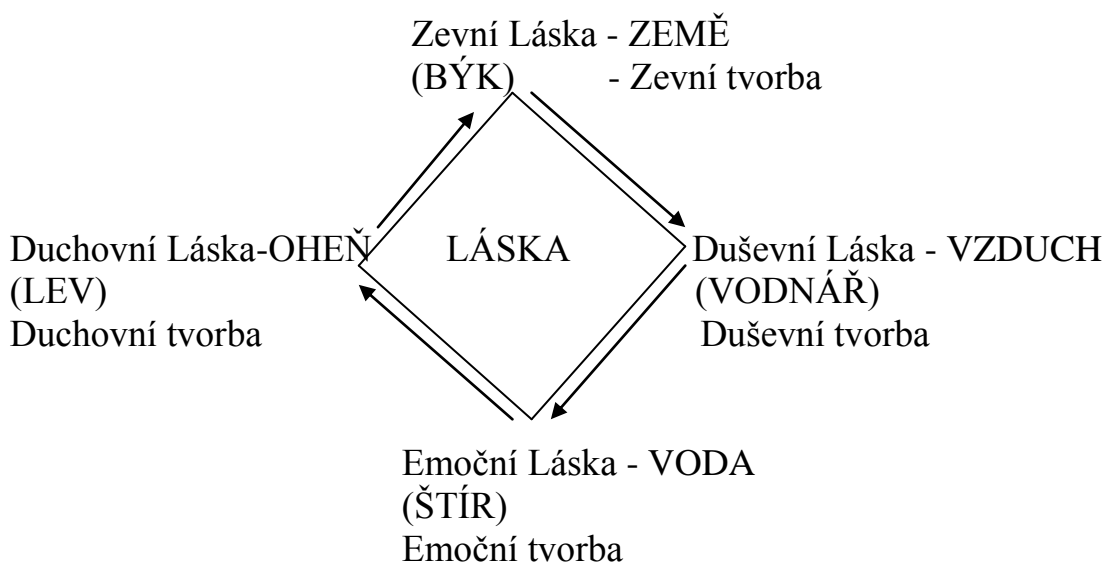 Zevní Láska - ZEMĚ
(BÝK) - Zevní tvorba
Duchovní Láska-OHEŇ
(LEV)
Duchovní tvorba
LÁSKA
Duševní Láska - VZDUCH
(VODNÁŘ)
Duševní tvorba
Emoční Láska - VODA
(ŠTÍR)
Emoční tvorba